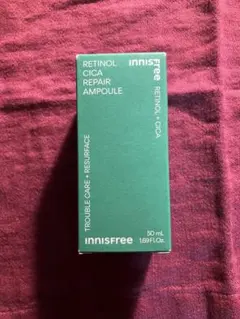 RETINOL
CICA
REPAIR
AMPOULE
TROUBLE CARE + RESURFACE
50 mL
1.69 Fl.Oz.
innisfree
innisfree
RETINOL + CICA